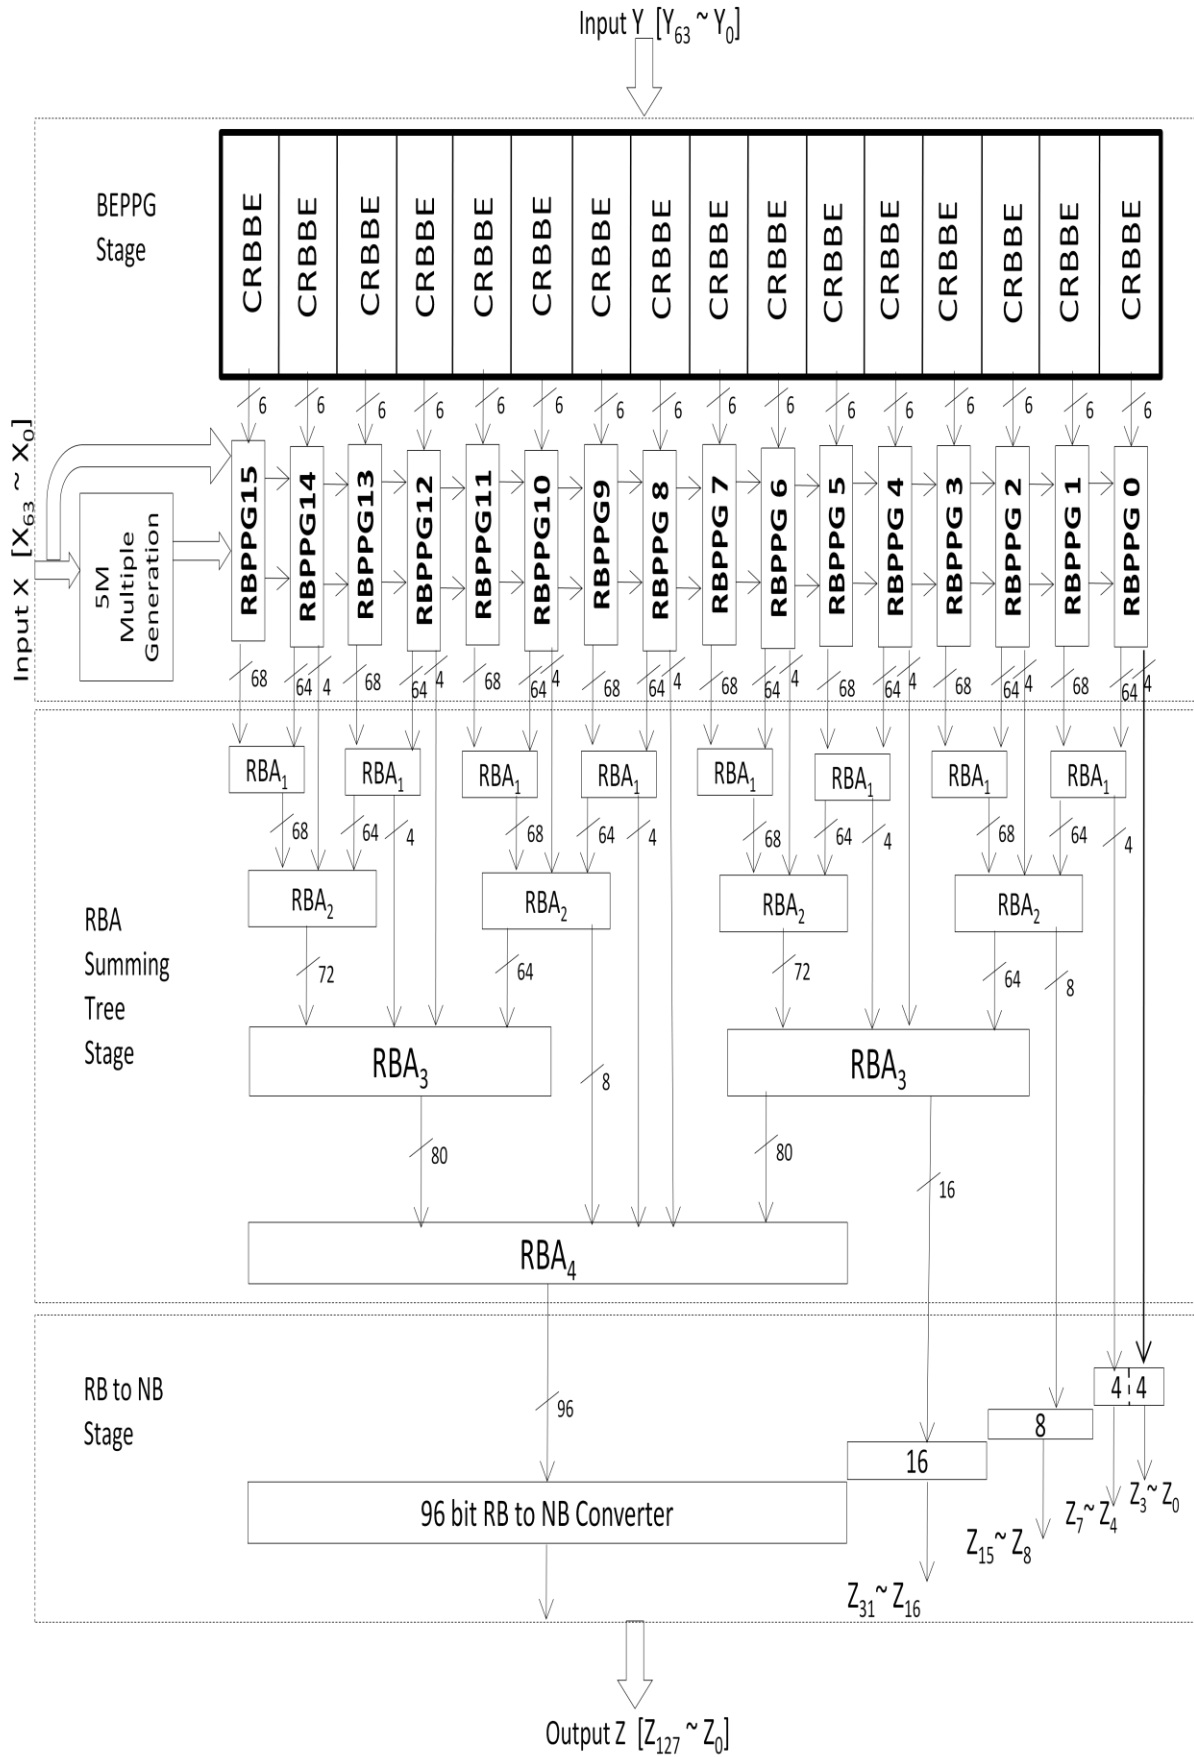 Input Y [Y63 ~ Y0]
BEPPG
Stage
CRBBE CRBBE CRBBE CRBBE CRBBE CRBBE CRBBE CRBBE CRBBE CRBBE CRBBE CRBBE CRBBE CRBBE CRBBE CRBBE
6 6 6 6 6 6 6 6 6 6 6 6 6 6 6 6
Input X [X63 ~ X0]
5M
Multiple
Generation
RBPPG15 RBPPG14 RBPPG13 RBPPG12 RBPPG11 RBPPG10 RBPPG9 RBPPG 8 RBPPG 7 RBPPG 6 RBPPG 5 RBPPG 4 RBPPG 3 RBPPG 2 RBPPG 1 RBPPG 0
68 64 4 68 64 4 68 64 4 68 64 4 68 64 4 68 64 4 68 64 4 68 64 4
RBA1 RBA1 RBA1 RBA1 RBA1 RBA1 RBA1 RBA1
68 64 4 68 64 4 68 64 4 68 64 4
RBA2 RBA2 RBA2 RBA2
RBA
Summing
Tree
Stage
72 64 72 64 8
RBA3 8 RBA3
80 80 16
RBA4
RB to NB
Stage
96
4 4
8
16
96 bit RB to NB Converter
Z3~Z0
Z7~Z4
Z15~Z8
Z31~Z16
Output Z [Z127 ~ Z0]